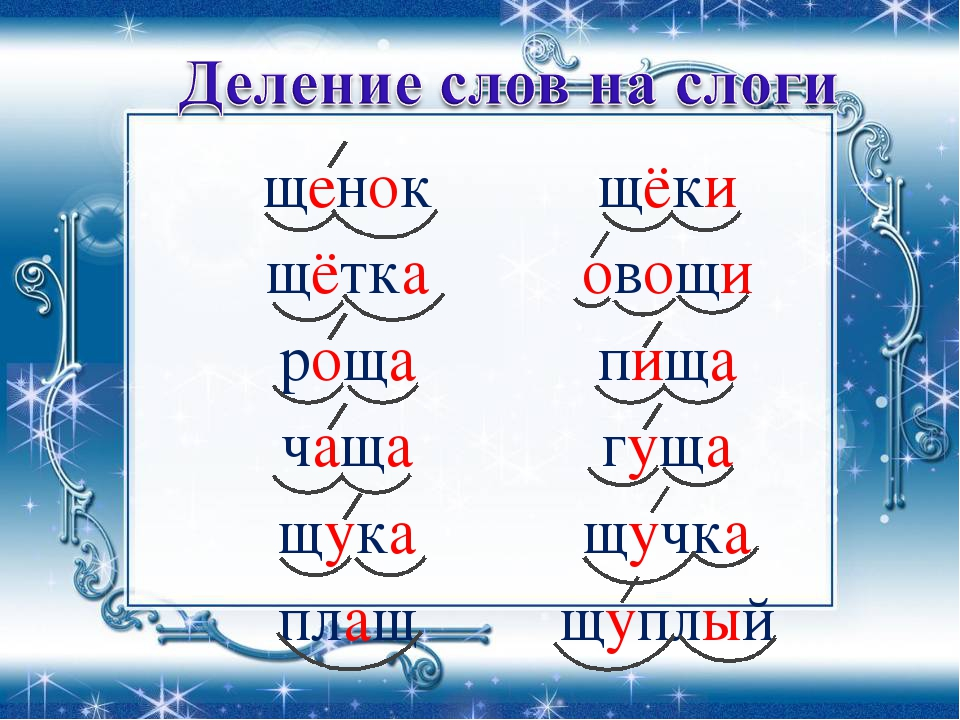 Деление слов на слоги
щенок щёки
щётка овощи
роща пища
чаща гуща
щука щучка
плащ щуплый